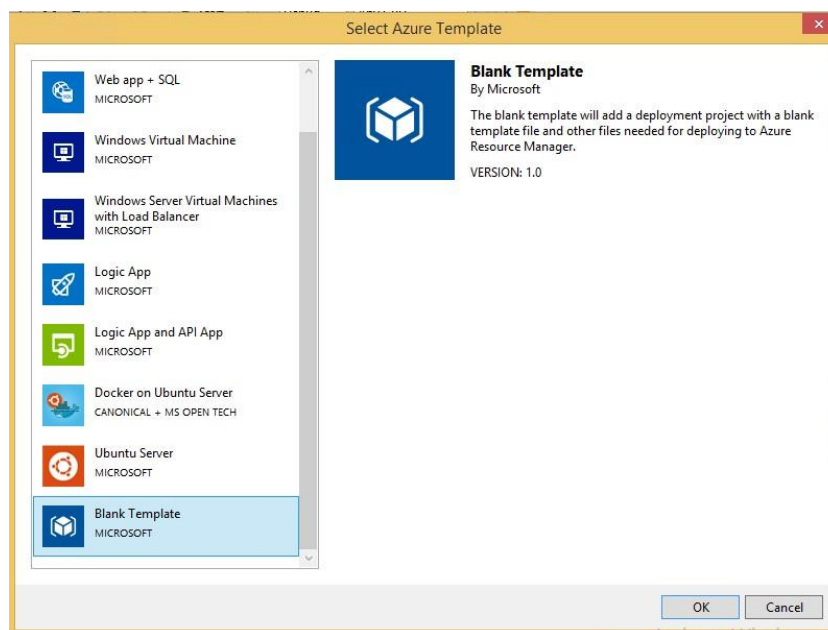 Select Azure Template
Web app + SQL
MICROSOFT
Windows Virtual Machine
MICROSOFT
Windows Server Virtual Machines
with Load Balancer
MICROSOFT
Logic App
MICROSOFT
Logic App and API App
MICROSOFT
Docker on Ubuntu Server
CANONICAL + MS OPEN TECH
Ubuntu Server
MICROSOFT
Blank Template
MICROSOFT
Blank Template
By Microsoft
The blank template will add a deployment project with a blank
template file and other files needed for deploying to Azure
Resource Manager.
VERSION: 1.0
OK
Cancel